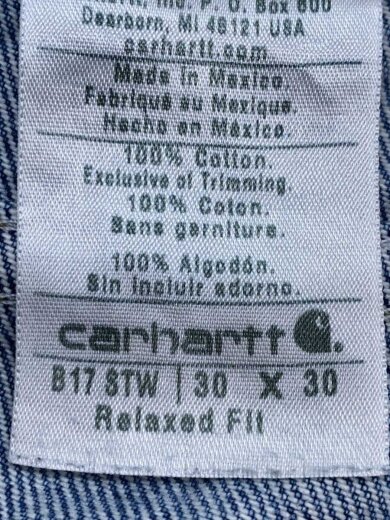 Inc. P. O. Box 600
Dearborn, MI 48121 USA
carhartt.com
Made in Mexico.
Fabriqué au Mexique.
Hecho en México.
100% Cotton.
Exclusive of Trimming.
100% Coton.
Sans garniture.
100% Algodón.
Sin incluir adorno.
carhartt
B17 STW | 30 X 30
Relaxed Fit